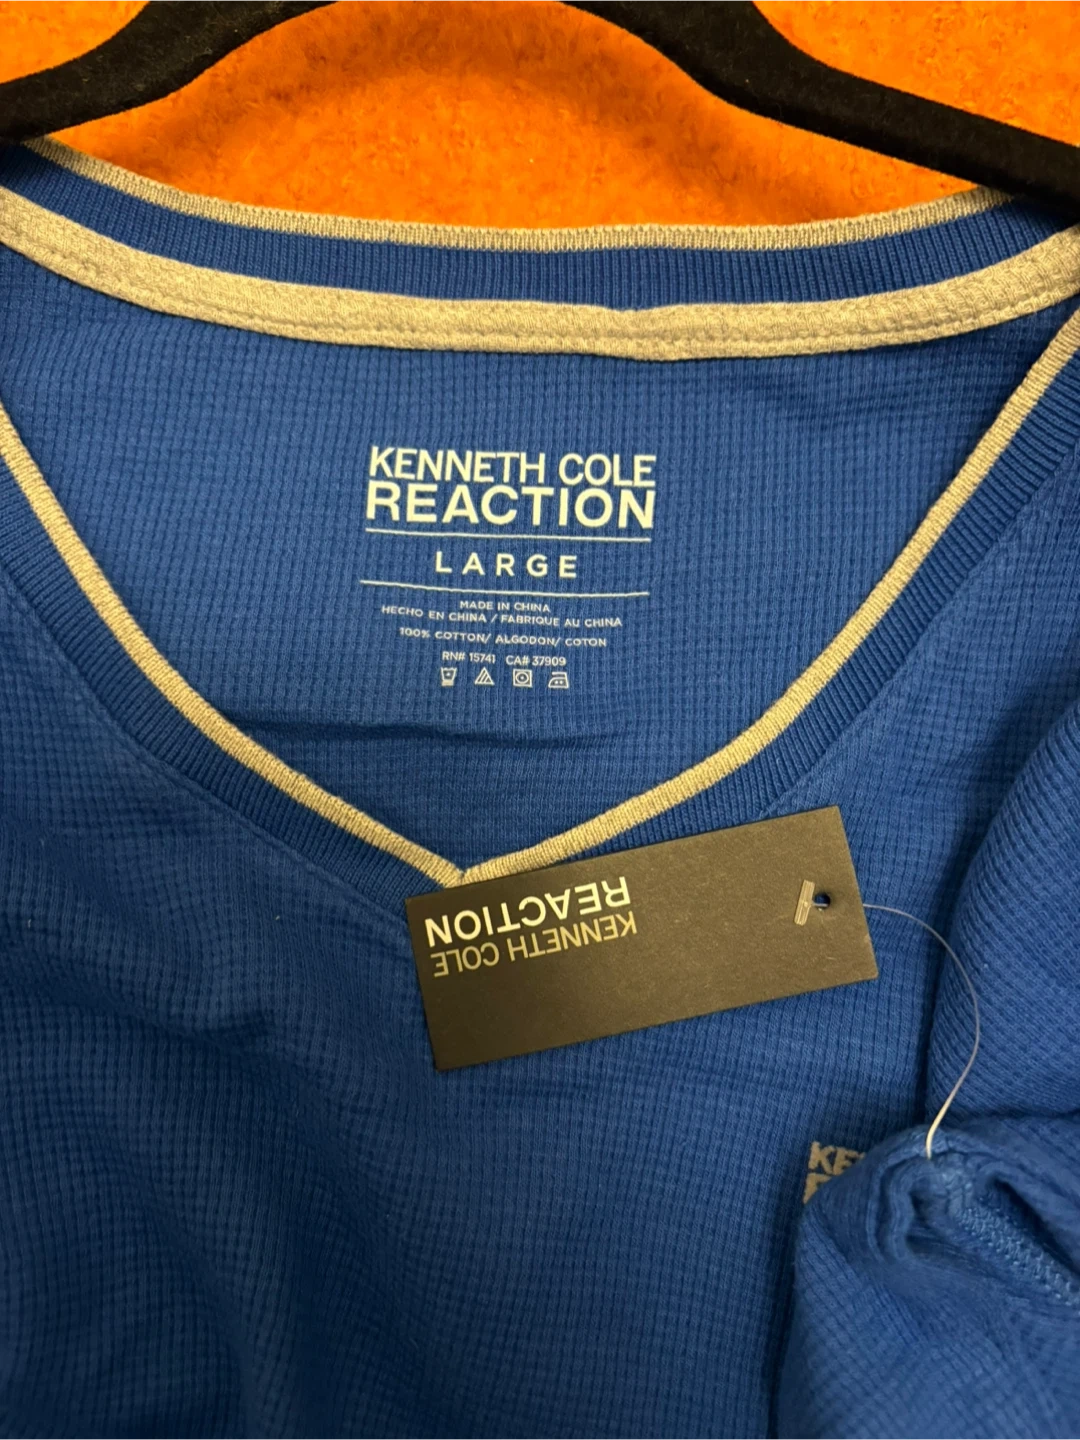 KENNETH COLE
REACTION
LARGE
MADE IN CHINA
HECHO EN CHINA / FABRIQUE AU CHINA
100% COTTON/ ALGODON/ COTON
RN# 15741 CA# 37909
KENNETH COLE
REACTION